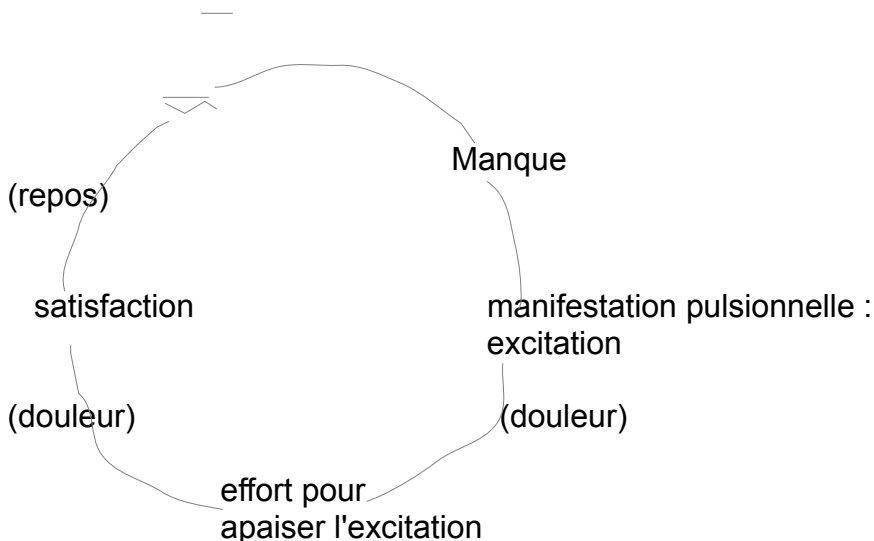 Manque
(repos)
satisfaction
manifestation pulsionnelle :
excitation
(douleur)
(douleur)
effort pour
apaiser l'excitation